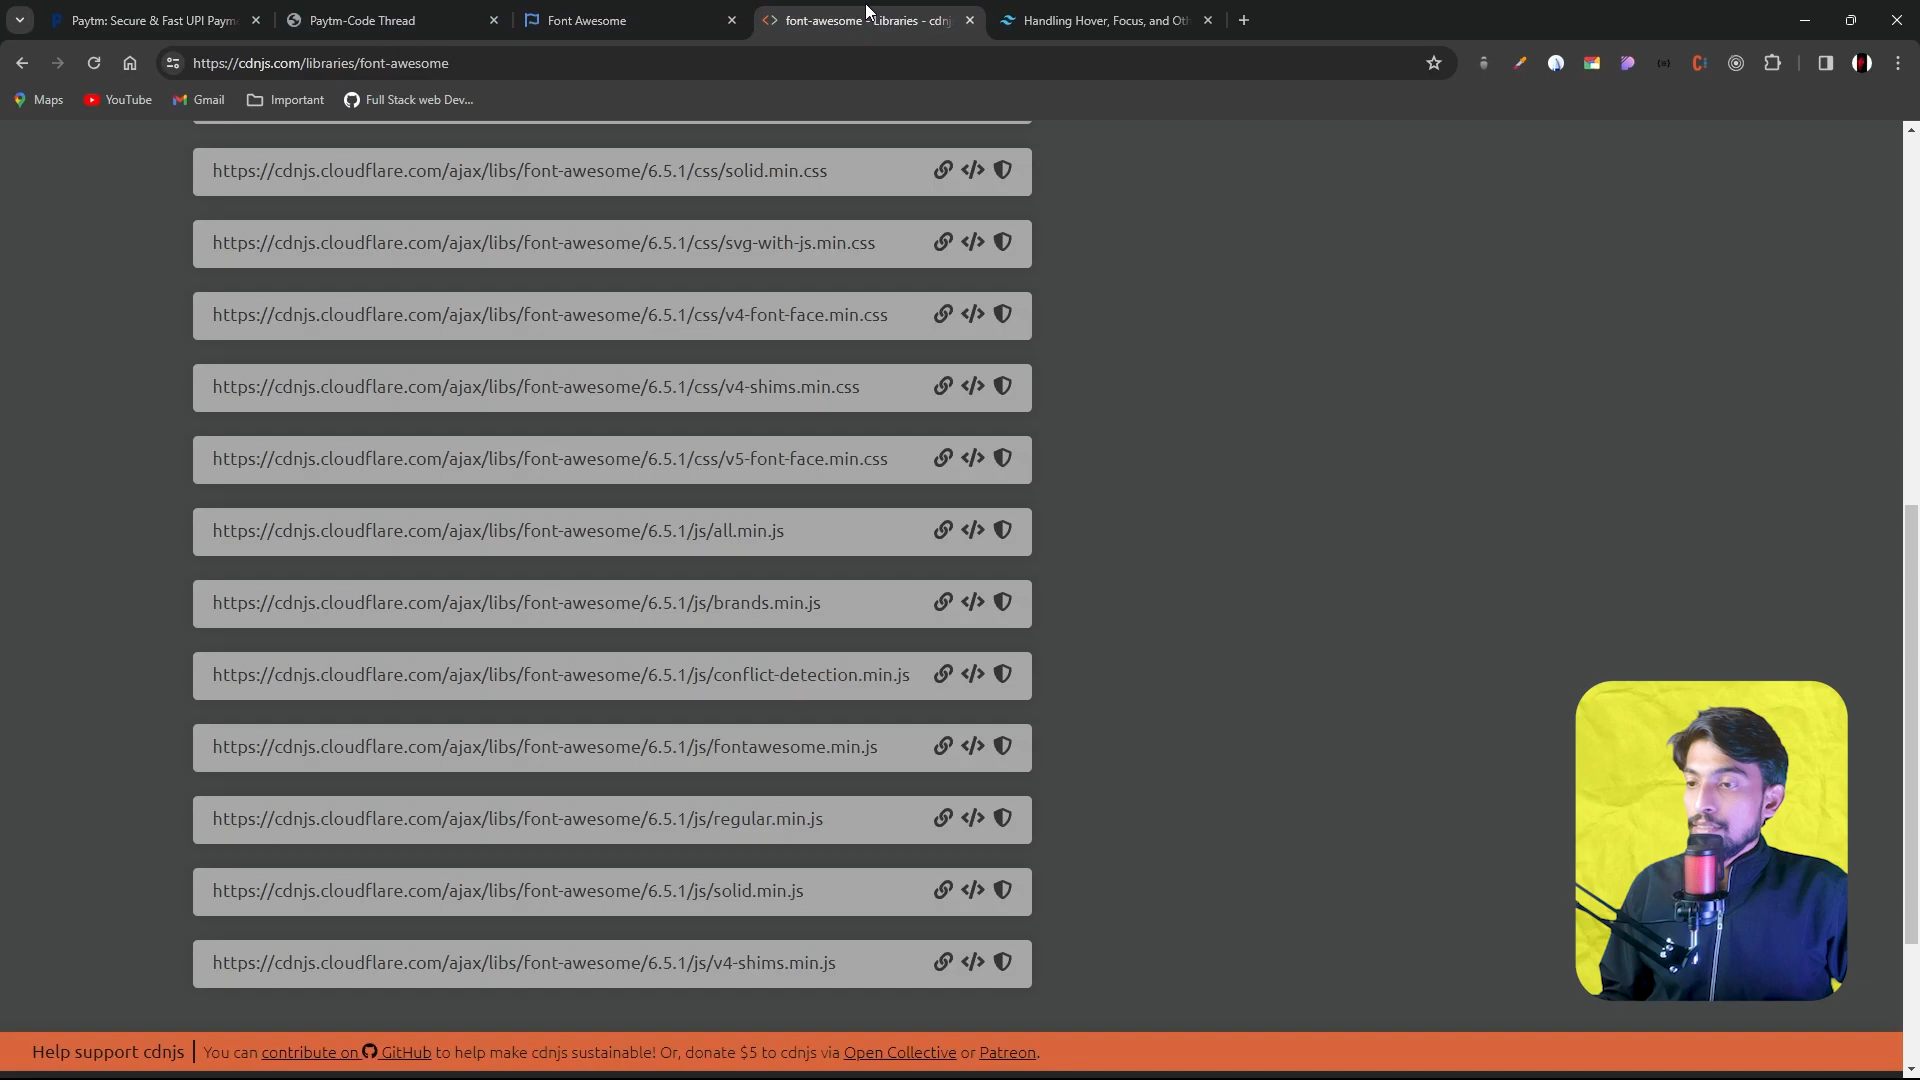 Paytm: Secure & Fast UPI Payme
Paytm-Code Thread
Font Awesome
font-awesome - Libraries - cdnj
Handling Hover, Focus, and Oth
https://cdnjs.com/libraries/font-awesome
Maps
YouTube
Gmail
Important
Full Stack web Dev...
https://cdnjs.cloudflare.com/ajax/libs/font-awesome/6.5.1/css/solid.min.css
https://cdnjs.cloudflare.com/ajax/libs/font-awesome/6.5.1/css/svg-with-js.min.css
https://cdnjs.cloudflare.com/ajax/libs/font-awesome/6.5.1/css/v4-font-face.min.css
https://cdnjs.cloudflare.com/ajax/libs/font-awesome/6.5.1/css/v4-shims.min.css
https://cdnjs.cloudflare.com/ajax/libs/font-awesome/6.5.1/css/v5-font-face.min.css
https://cdnjs.cloudflare.com/ajax/libs/font-awesome/6.5.1/js/all.min.js
https://cdnjs.cloudflare.com/ajax/libs/font-awesome/6.5.1/js/brands.min.js
https://cdnjs.cloudflare.com/ajax/libs/font-awesome/6.5.1/js/conflict-detection.min.js
https://cdnjs.cloudflare.com/ajax/libs/font-awesome/6.5.1/js/fontawesome.min.js
https://cdnjs.cloudflare.com/ajax/libs/font-awesome/6.5.1/js/regular.min.js
https://cdnjs.cloudflare.com/ajax/libs/font-awesome/6.5.1/js/solid.min.js
https://cdnjs.cloudflare.com/ajax/libs/font-awesome/6.5.1/js/v4-shims.min.js
Help support cdnjs
You can contribute on GitHub to help make cdnjs sustainable! Or, donate $5 to cdnjs via Open Collective or Patreon.